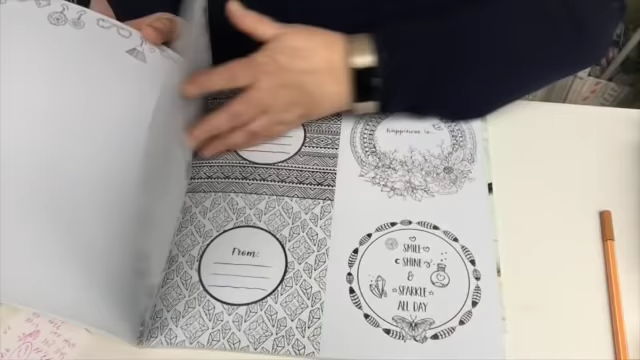 happiness is...
From:
SMILE
SHINE
&
SPARKLE
ALL DAY